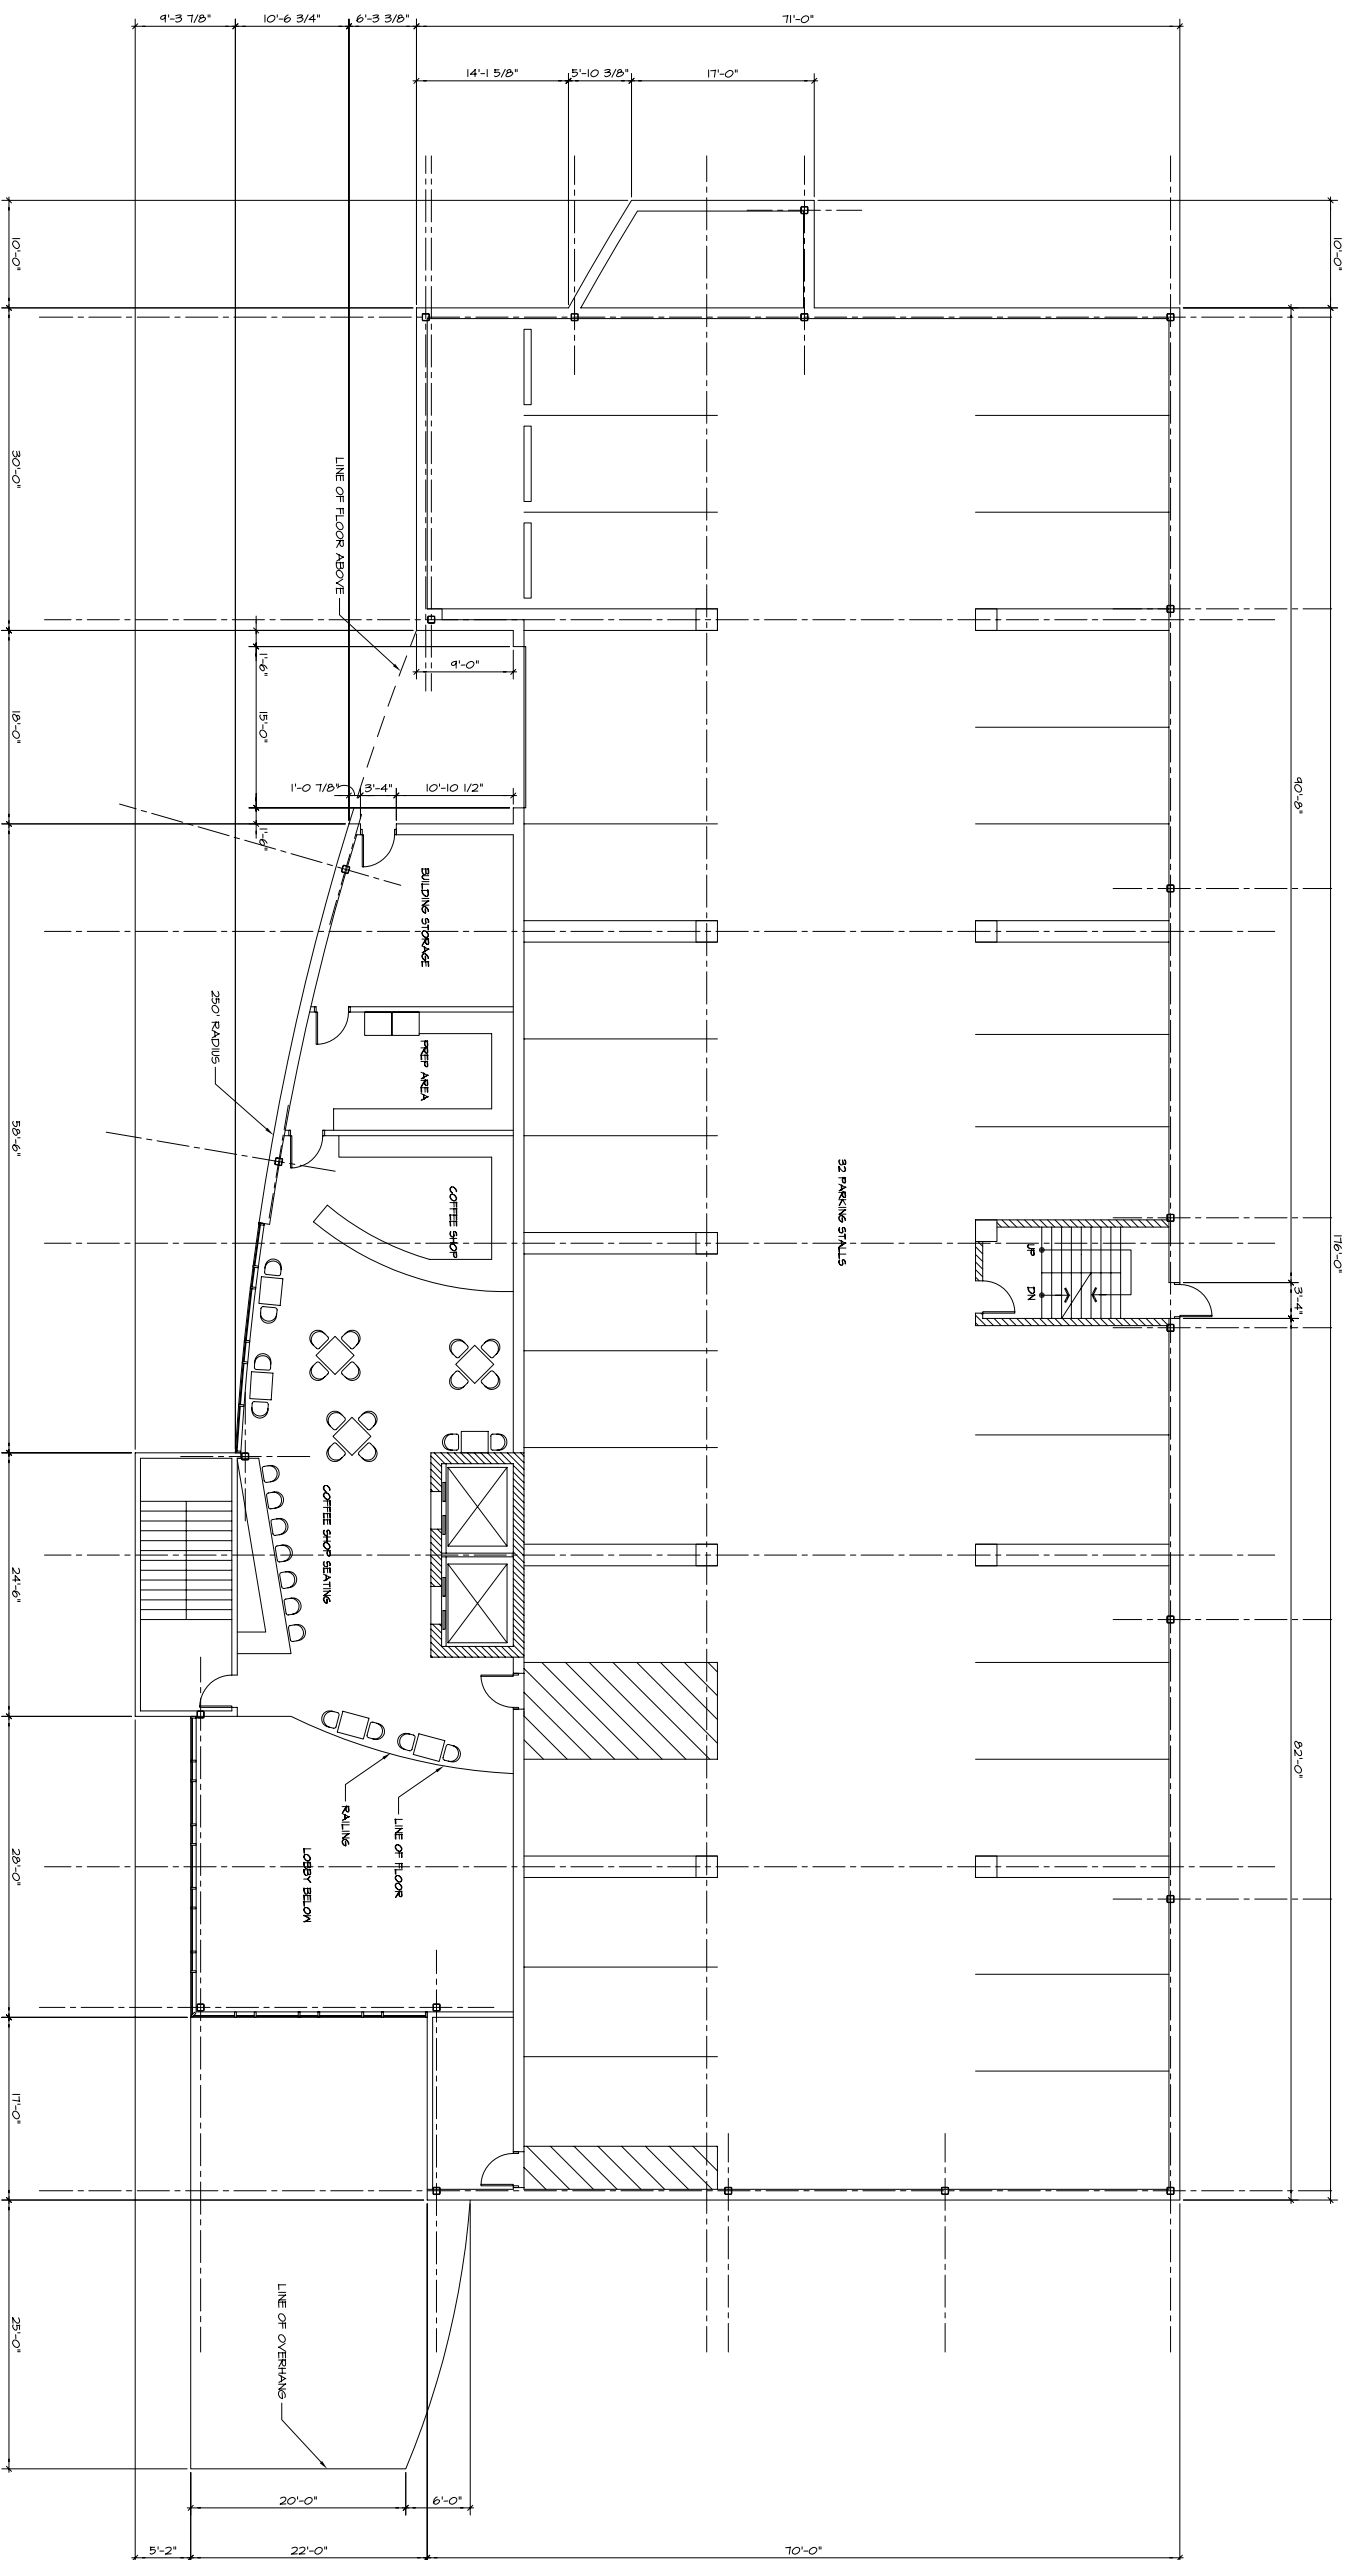 9'-3 7/8"
10'-6 3/4"
6'-3 3/8"
71'-0"
14'-1 5/8"
5'-10 3/8"
17'-0"
10'-0"
10'-0"
30'-0"
LINE OF FLOOR ABOVE
9'-0"
1'-6"
15'-0"
18'-0"
1'-0 7/8"
3'-4"
10'-10 1/2"
1'-6"
90'-8"
BUILDING STORAGE
250' RADIUS
PREP AREA
58'-6"
COFFEE SHOP
32 PARKING STALLS
UP
DN
176'-0"
3'-4"
COFFEE SHOP SEATING
24'-6"
RAILING
LINE OF FLOOR
LOBBY BELOW
28'-0"
82'-0"
17'-0"
LINE OF OVERHANG
25'-0"
20'-0"
6'-0"
5'-2"
22'-0"
70'-0"